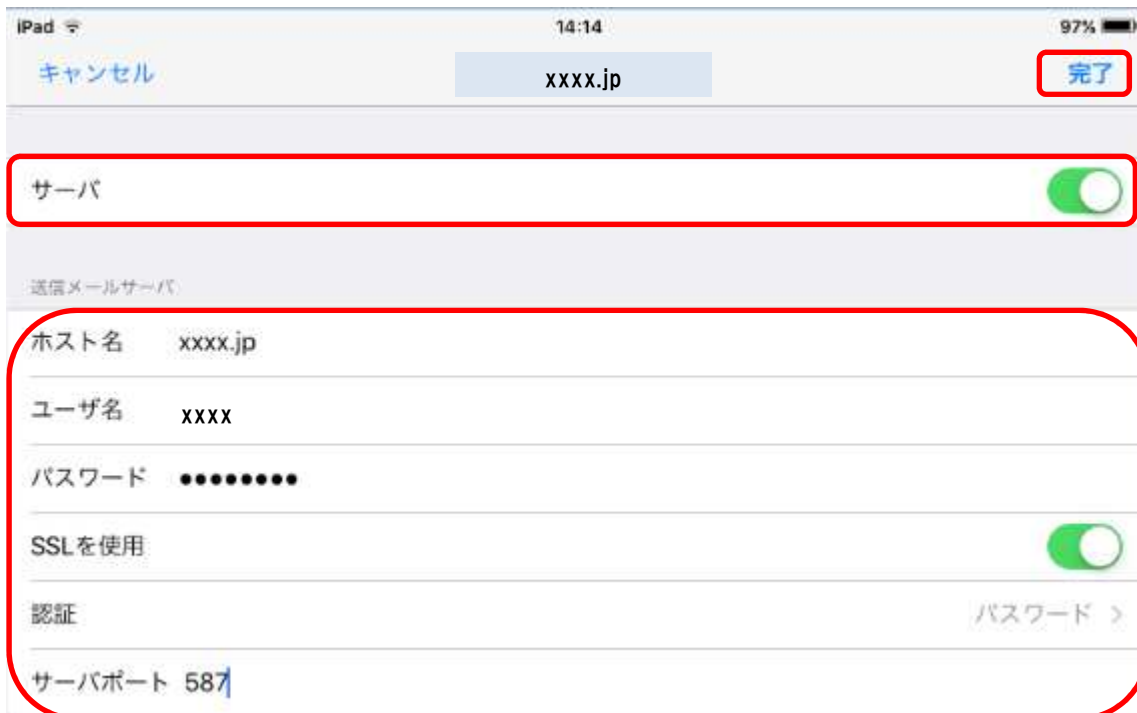 iPad 14:14 97%
キャンセル xxxx.jp 完了
サーバ
送信メールサーバ
ホスト名 xxxx.jp
ユーザ名 xxxx
パスワード ●●●●●●●●
SSLを使用
認証 パスワード >
サーバポート 587